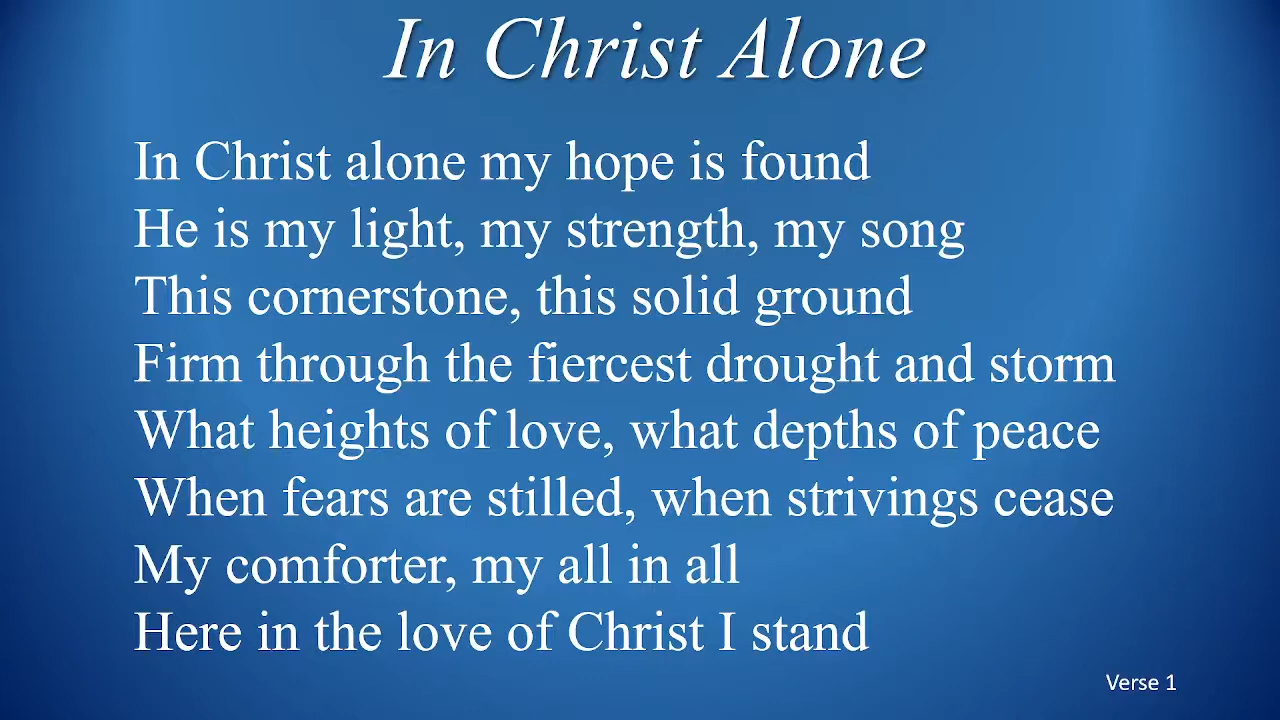 In Christ Alone
In Christ alone my hope is found
He is my light, my strength, my song
This cornerstone, this solid ground
Firm through the fiercest drought and storm
What heights of love, what depths of peace
When fears are stilled, when strivings cease
My comforter, my all in all
Here in the love of Christ I stand
Verse 1